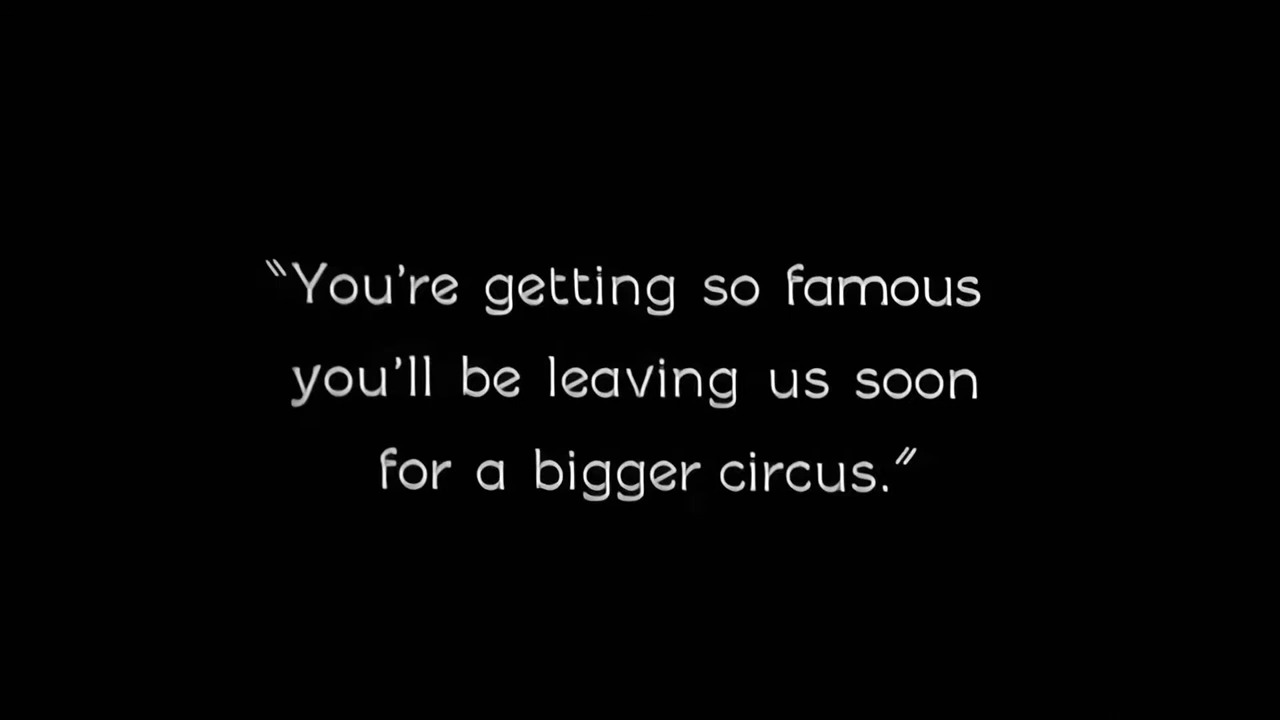 “You’re getting so famous
you’ll be leaving us soon
for a bigger circus.”